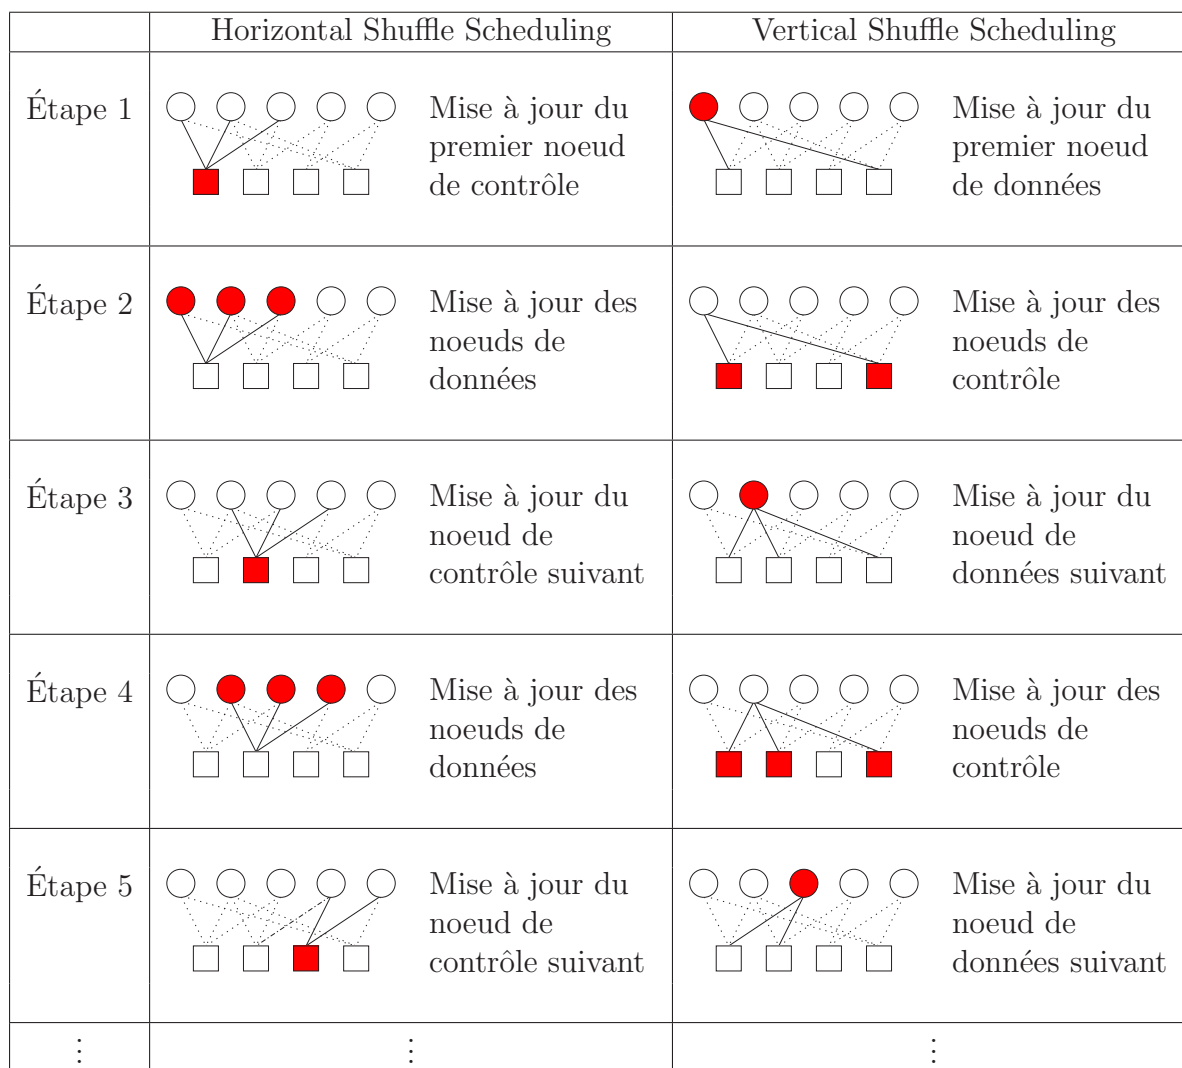 Horizontal Shuffle Scheduling
Vertical Shuffle Scheduling
Étape 1
Mise à jour du
premier noeud
de contrôle
Mise à jour du
premier noeud
de données
Étape 2
Mise à jour des
noeuds de
données
Mise à jour des
noeuds de
contrôle
Étape 3
Mise à jour du
noeud de
contrôle suivant
Mise à jour du
noeud de
données suivant
Étape 4
Mise à jour des
noeuds de
données
Mise à jour des
noeuds de
contrôle
Étape 5
Mise à jour du
noeud de
contrôle suivant
Mise à jour du
noeud de
données suivant
⋮ ⋮ ⋮